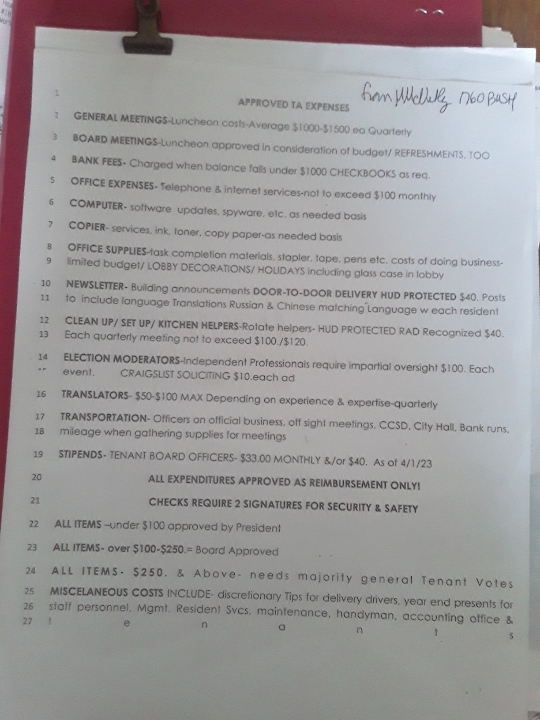 from 1760 BUSH
1 APPROVED TA EXPENSES
2 GENERAL MEETINGS-Luncheon costs-Average $1000-$1500 ea Quarterly
3 BOARD MEETINGS-Luncheon approved in consideration of budget/ REFRESHMENTS, TOO
4 BANK FEES- Charged when balance falls under $1000 CHECKBOOKS as req.
5 OFFICE EXPENSES- Telephone & internet services-not to exceed $100 monthly
6 COMPUTER- software updates, spyware, etc. as needed basis
7 COPIER- services, ink, toner, copy paper-as needed basis
8 OFFICE SUPPLIES-task completion materials, stapler, tape, pens etc. costs of doing business-
9 limited budget/ LOBBY DECORATIONS/ HOLIDAYS including glass case in lobby
10 NEWSLETTER- Building announcements DOOR-TO-DOOR DELIVERY HUD PROTECTED $40. Posts
11 to include language Translations Russian & Chinese matching Language w each resident
12 CLEAN UP/ SET UP/ KITCHEN HELPERS-Rotate helpers- HUD PROTECTED RAD Recognized $40.
13 Each quarterly meeting not to exceed $100./$120.
14 ELECTION MODERATORS-Independent Professionals require impartial oversight $100. Each
event. CRAIGSLIST SOLICITING $10.each ad
16 TRANSLATORS- $50-$100 MAX Depending on experience & expertise-quarterly
17 TRANSPORTATION- Officers on official business, off sight meetings, CCSD, City Hall, Bank runs,
18 mileage when gathering supplies for meetings
19 STIPENDS- TENANT BOARD OFFICERS- $33.00 MONTHLY &/or $40. As of 4/1/23
20 ALL EXPENDITURES APPROVED AS REIMBURSEMENT ONLY!
21 CHECKS REQUIRE 2 SIGNATURES FOR SECURITY & SAFETY
22 ALL ITEMS –under $100 approved by President
23 ALL ITEMS- over $100-$250.= Board Approved
24 ALL ITEMS- $250. & Above- needs majority general Tenant Votes
25 MISCELANEOUS COSTS INCLUDE- discretionary Tips for delivery drivers, year end presents for
26 staff personnel, Mgmt. Resident Svcs, maintenance, handyman, accounting office &
27 t e n a n t s